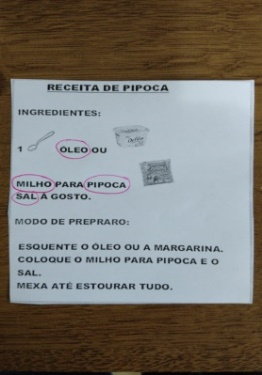 RECEITA DE PIPOCA
INGREDIENTES:
1 ÓLEO OU
MILHO PARA PIPOCA
SAL À GOSTO.
MODO DE PREPRARO:
ESQUENTE O ÓLEO OU A MARGARINA.
COLOQUE O MILHO PARA PIPOCA E O
SAL.
MEXA ATÉ ESTOURAR TUDO.